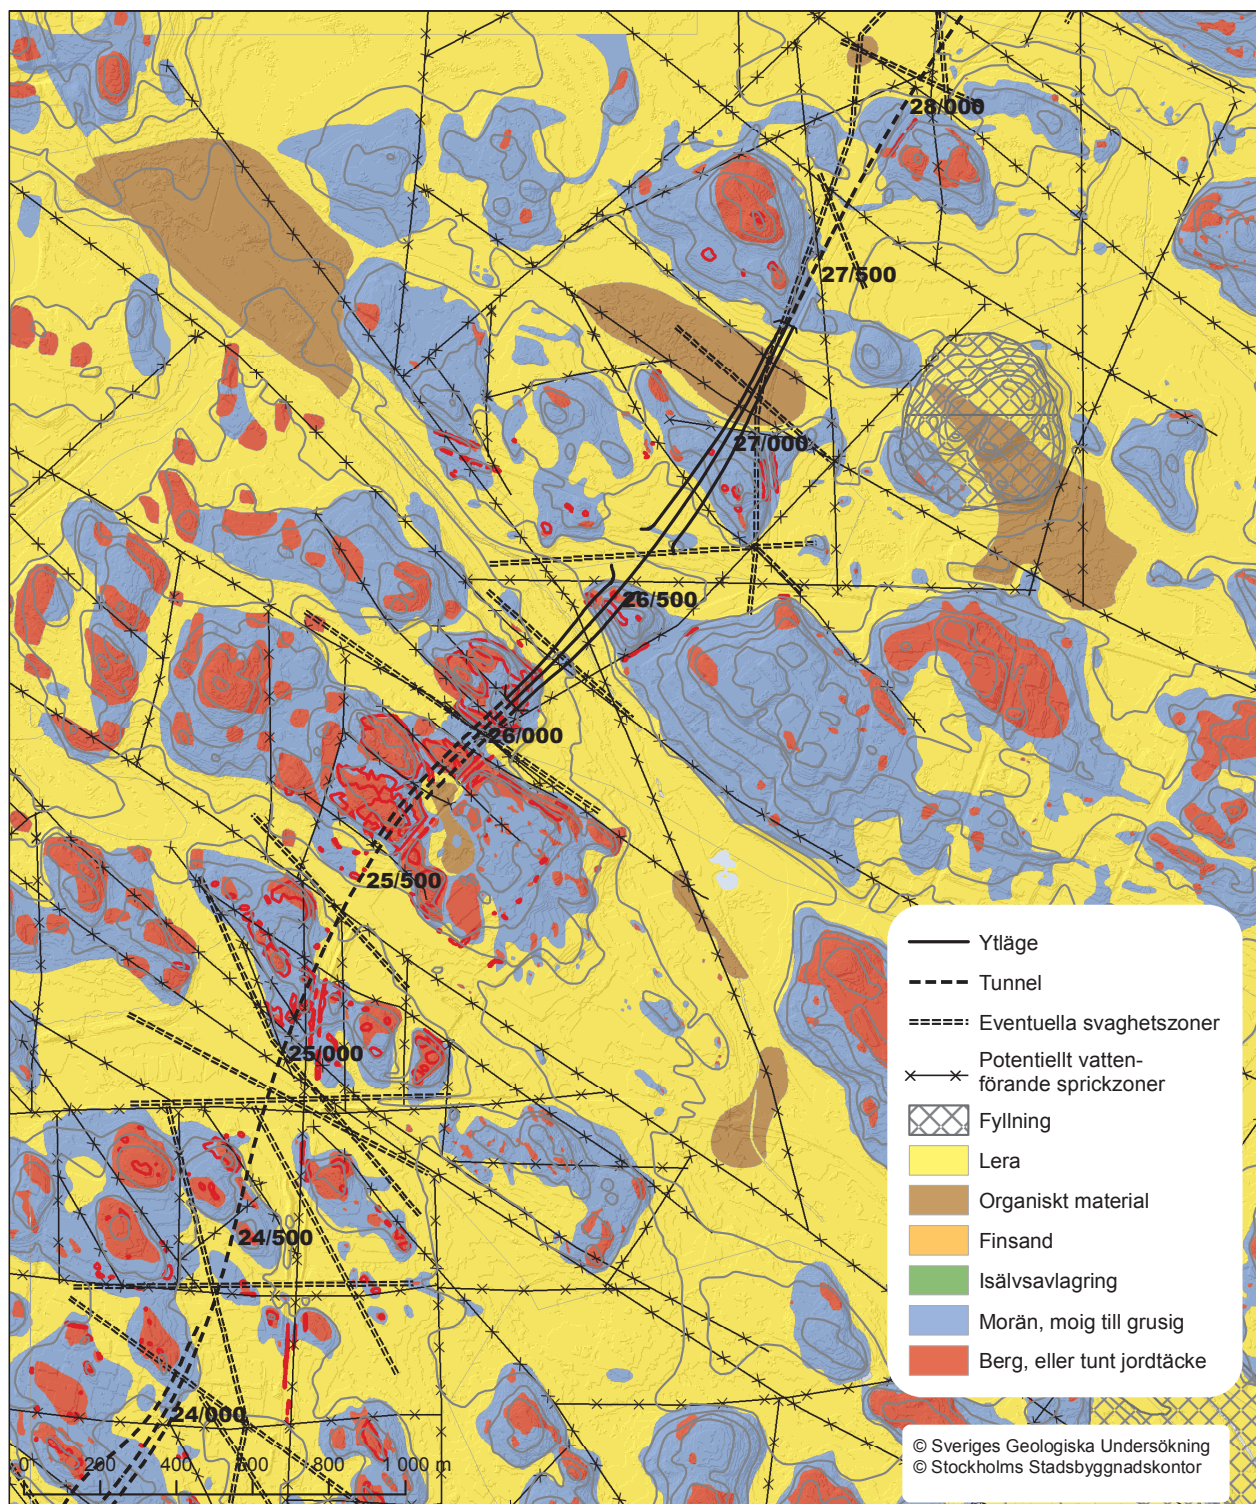 28/000
27/500
27/000
26/500
26/000
25/500
25/000
24/500
24/000
Ytläge
Tunnel
Eventuella svaghetszoner
Potentiellt vatten-
förande sprickzoner
Fyllning
Lera
Organiskt material
Finsand
Isälvsavlagring
Morän, moig till grusig
Berg, eller tunt jordtäcke
© Sveriges Geologiska Undersökning
© Stockholms Stadsbyggnadskontor
0 200 400 600 800 1 000 m